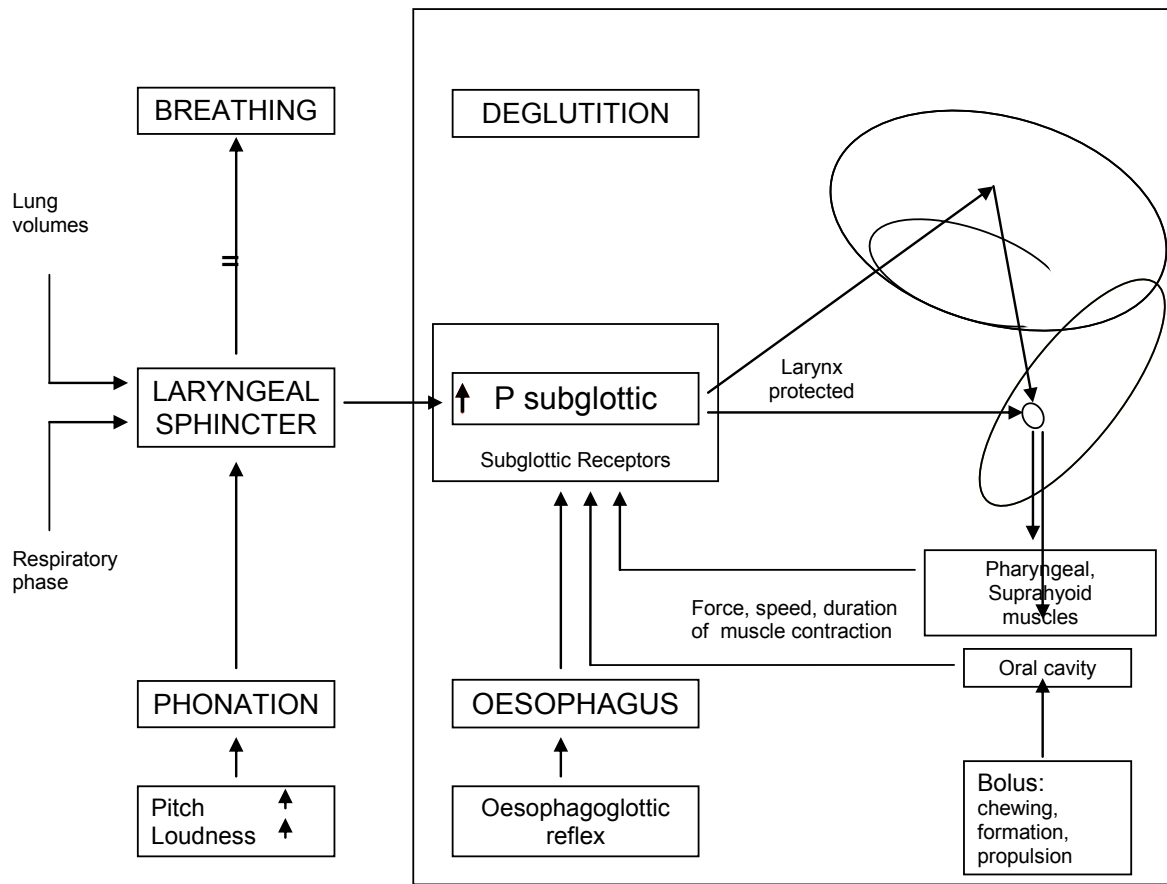 BREATHING
DEGLUTITION
Lung
volumes
LARYNGEAL
SPHINCTER
P subglottic
Subglottic Receptors
Larynx
protected
Respiratory
phase
Pharyngeal,
Suprahyoid
muscles
Force, speed, duration
of muscle contraction
Oral cavity
PHONATION
OESOPHAGUS
Pitch
Loudness
Oesophagoglottic
reflex
Bolus:
chewing,
formation,
propulsion